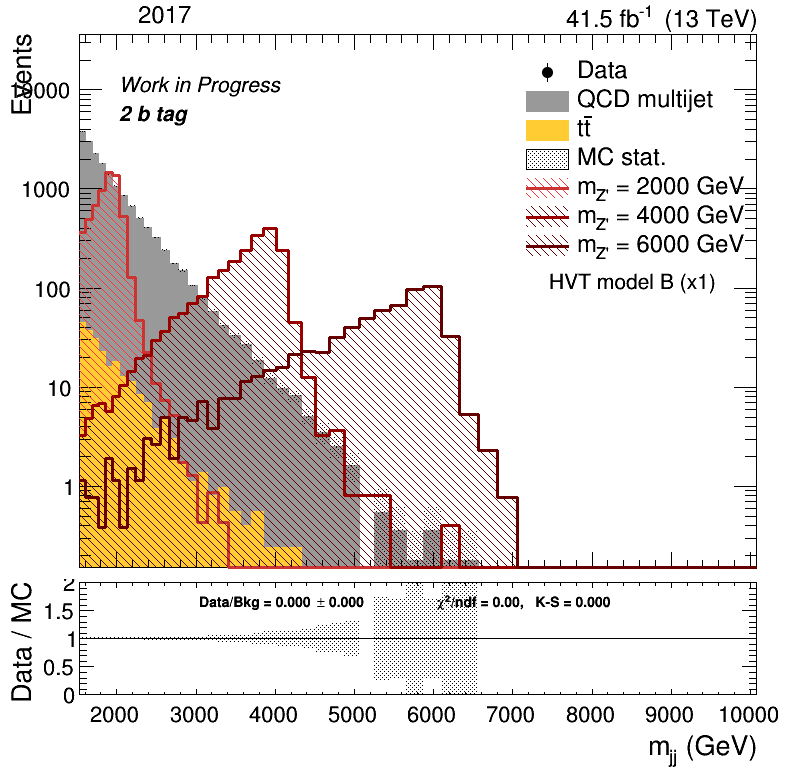 2017
41.5 fb⁻¹ (13 TeV)
Events
Work in Progress
2 b tag
Data
QCD multijet
tt̄
MC stat.
m_Z' = 2000 GeV
m_Z' = 4000 GeV
m_Z' = 6000 GeV
HVT model B (x1)
10000
1000
100
10
1
Data / MC
Data/Bkg = 0.000 ± 0.000
χ²/ndf = 0.00, K-S = 0.000
2
1.5
1
0.5
0
2000 3000 4000 5000 6000 7000 8000 9000 10000
m_jj (GeV)